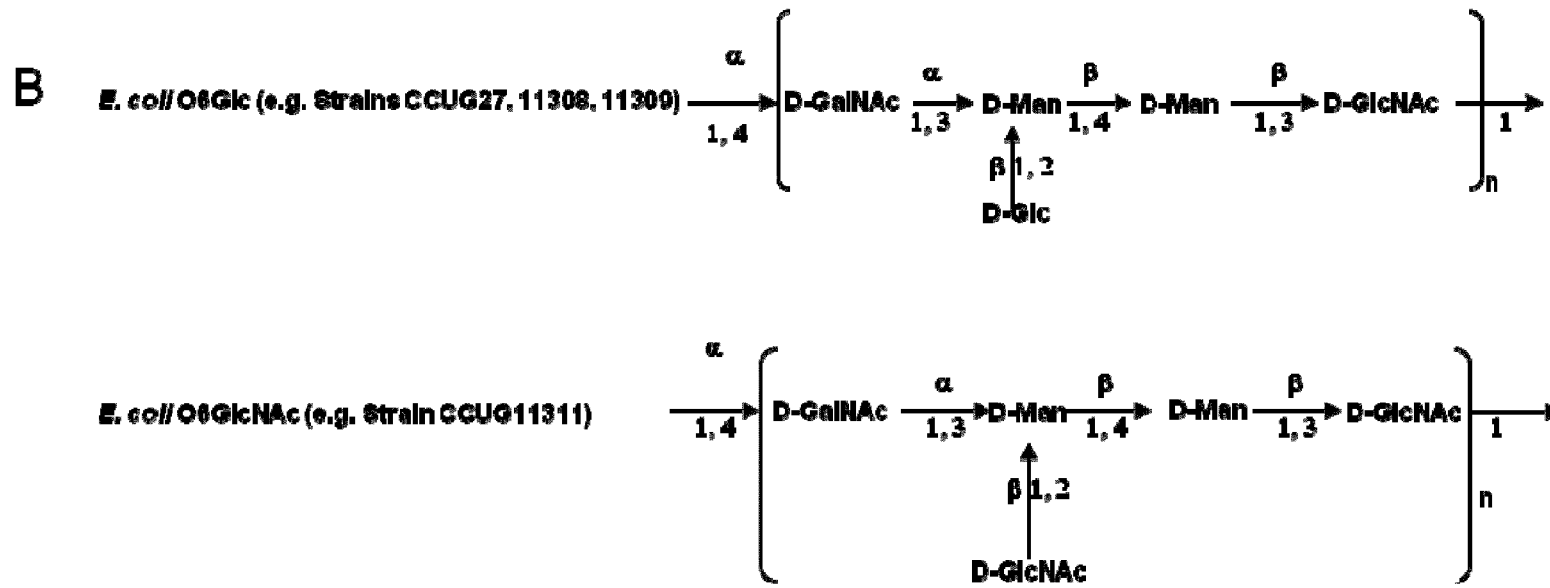 α
α β β
B E. coli O6Glc (e.g. Strains CCUG27, 11308, 11309) D-GalNAc D-Man D-Man D-GlcNAc
1, 4 1, 3 1, 4 1, 3 1
β 1, 2
n
D-Glc
α
α β β
E. coli O6GlcNAc (e.g. Strain CCUG11311) D-GalNAc D-Man D-Man D-GlcNAc
1, 4 1, 3 1, 4 1, 3 1
β 1, 2
n
D-GlcNAc